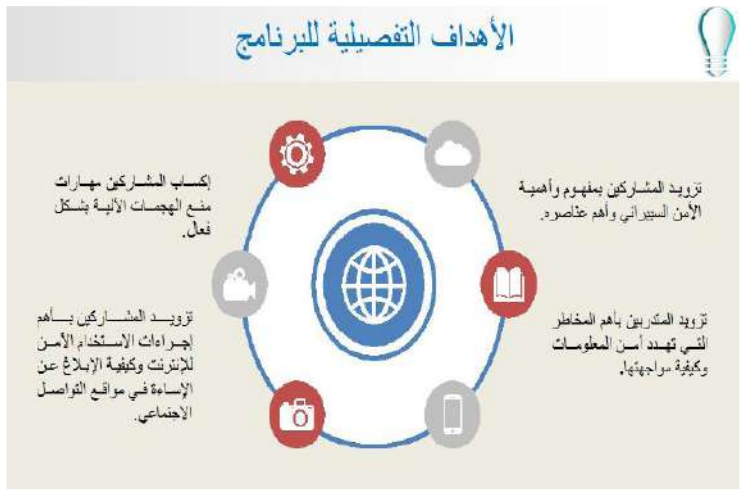 الأهداف التفصيلية للبرنامج
تزويد المشاركين بمفهوم وأهمية
الأمن السيبراني وأهم عناصره.
تزويد المتدربين بأهم المخاطر
التي تهدد أمن المعلومات
وكيفية مواجهتها.
إكساب المشاركين مهارات
منع الهجمات الآلية بشكل
فعال.
تزويد المشاركين بأهم
إجراءات الاستخدام الآمن
للإنترنت وكيفية الإبلاغ عن
الإساءة في مواقع التواصل
الاجتماعي.